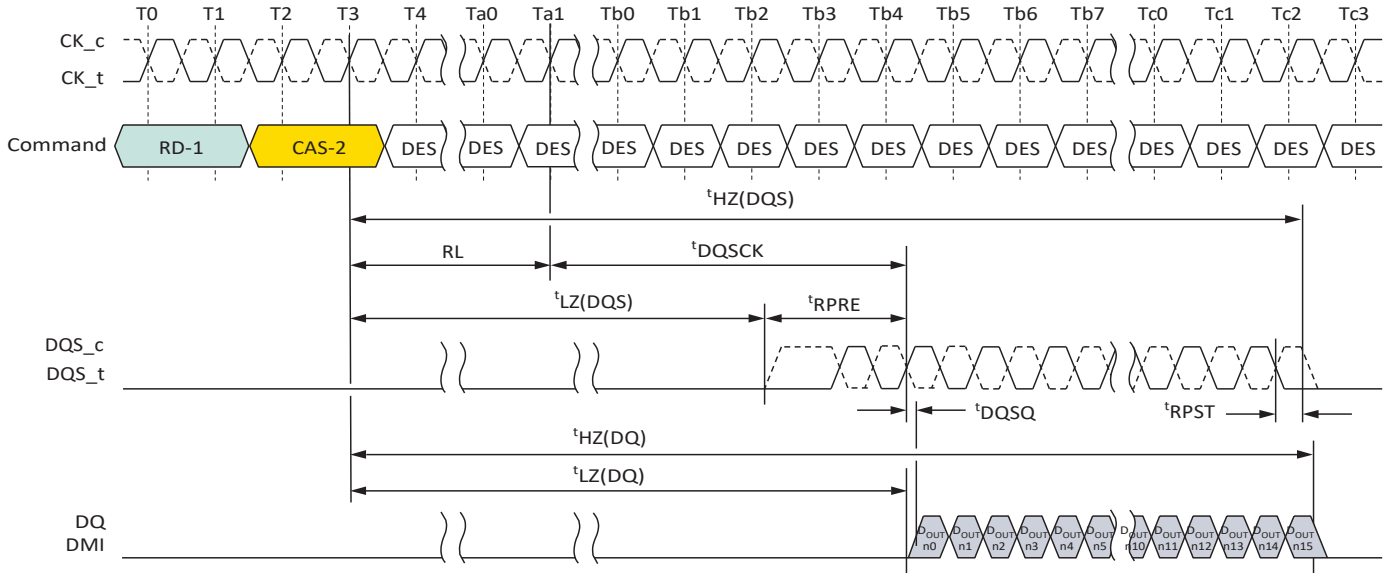 T0 T1 T2 T3 T4 Ta0 Ta1 Tb0 Tb1 Tb2 Tb3 Tb4 Tb5 Tb6 Tb7 Tc0 Tc1 Tc2 Tc3
CK_c
CK_t
Command RD-1 CAS-2 DES DES DES DES DES DES DES DES DES DES DES DES DES DES DES
tHZ(DQS)
RL tDQSCK
tLZ(DQS) tRPRE
DQS_c
DQS_t
tDQSQ tRPST
tHZ(DQ)
tLZ(DQ)
DQ DOUT DOUT DOUT DOUT DOUT DOUT DOUT DOUT DOUT DOUT DOUT DOUT
DMI n0 n1 n2 n3 n4 n5 n10 n11 n12 n13 n14 n15